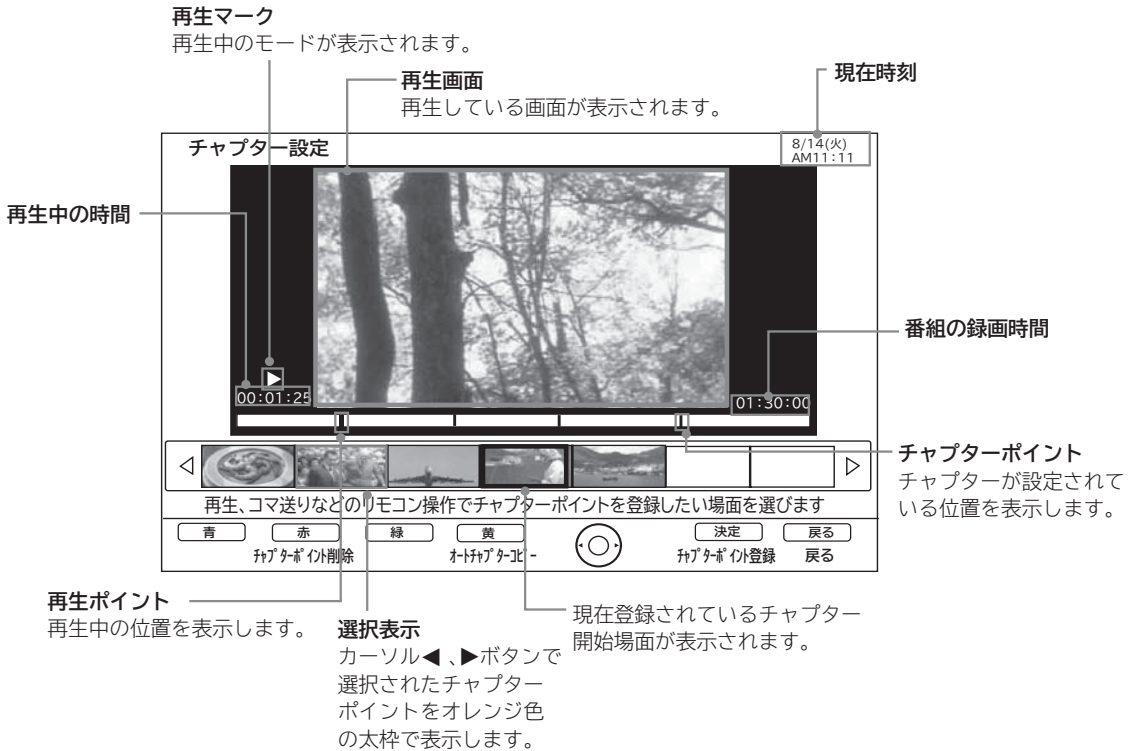 再生マーク
再生中のモードが表示されます。
再生画面
再生している画面が表示されます。
現在時刻
チャプター設定
8/14(火)
AM11:11
再生中の時間
番組の録画時間
00:01:25
01:30:00
チャプターポイント
チャプターが設定されて
いる位置を表示します。
再生、コマ送りなどのリモコン操作でチャプターポイントを登録したい場面を選びます
青 赤 緑 黄 決定 戻る
ﾁｬﾌﾟﾀｰﾎﾟｲﾝﾄ削除 ｵｰﾄﾁｬﾌﾟﾀｰｺﾋﾟｰ ﾁｬﾌﾟﾀｰﾎﾟｲﾝﾄ登録 戻る
再生ポイント
再生中の位置を表示します。
選択表示
カーソル◀、▶ボタンで
選択されたチャプター
ポイントをオレンジ色
の太枠で表示します。
現在登録されているチャプター
開始場面が表示されます。